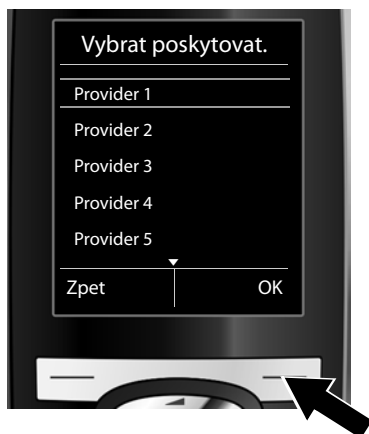 Vybrat poskytovat.
Provider 1
Provider 2
Provider 3
Provider 4
Provider 5
Zpet OK